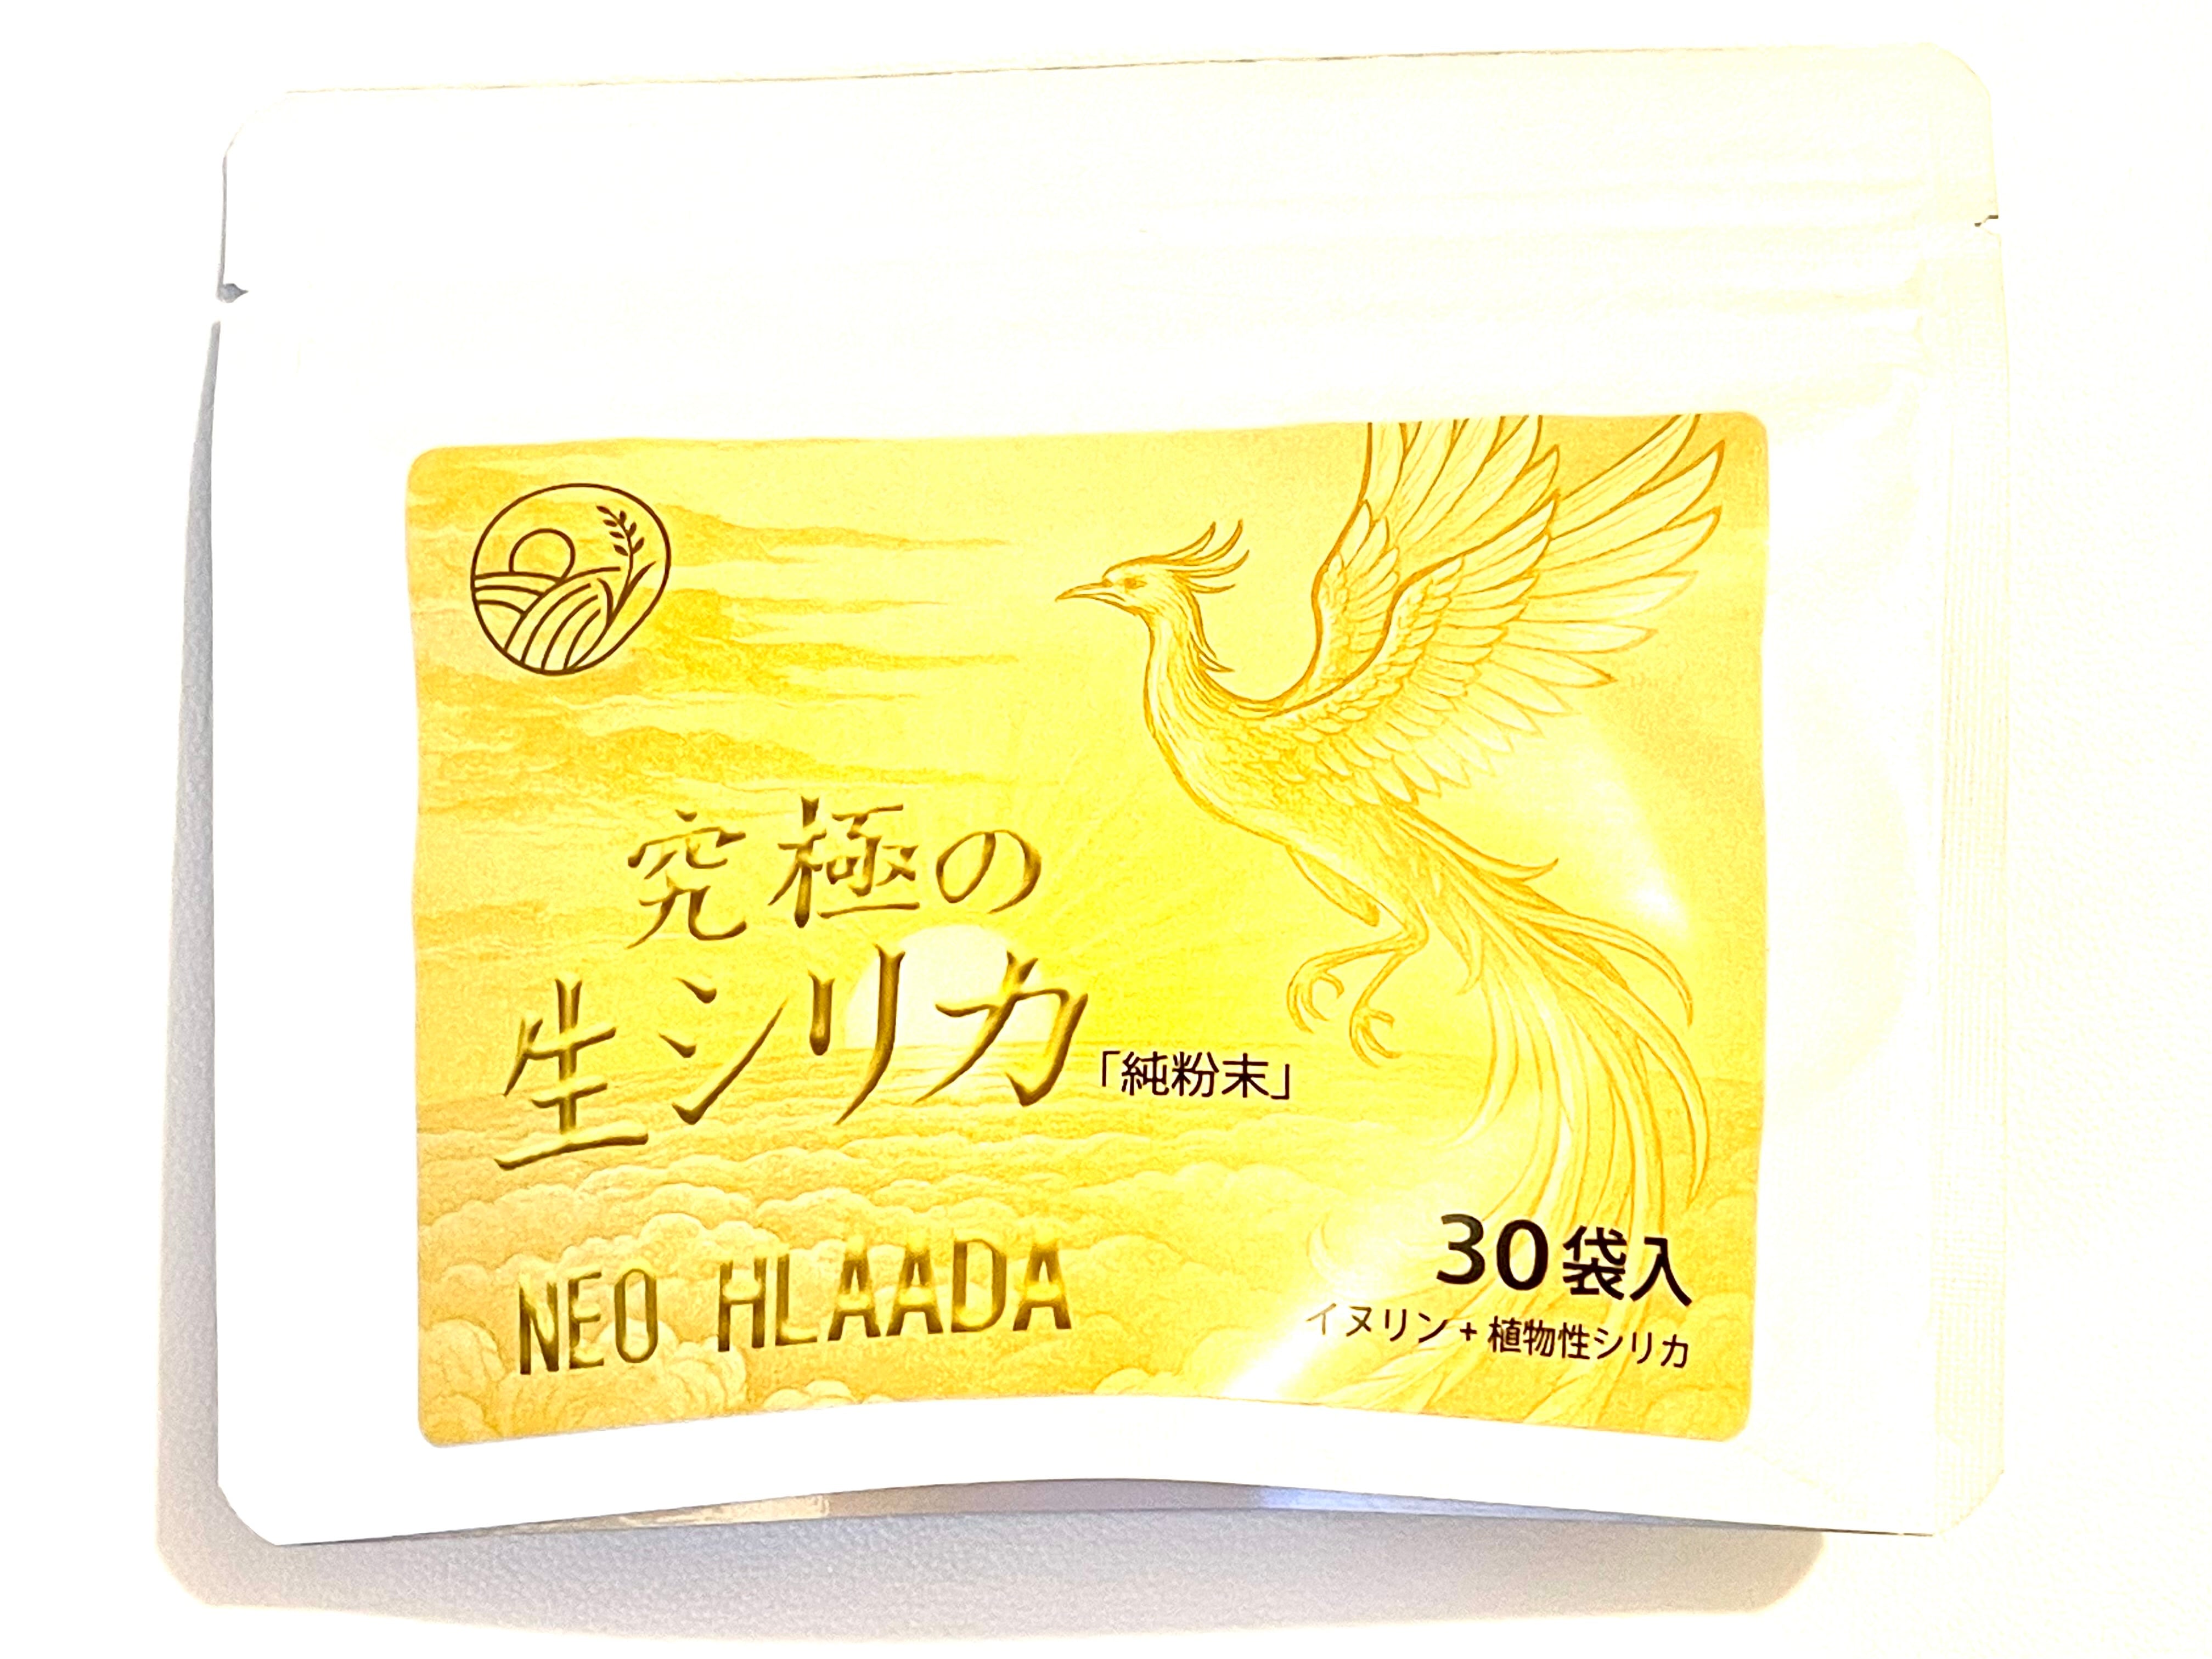 究極の
生シリカ「純粉末」
NEO HLAADA
30袋入
イヌリン+植物性シリカ